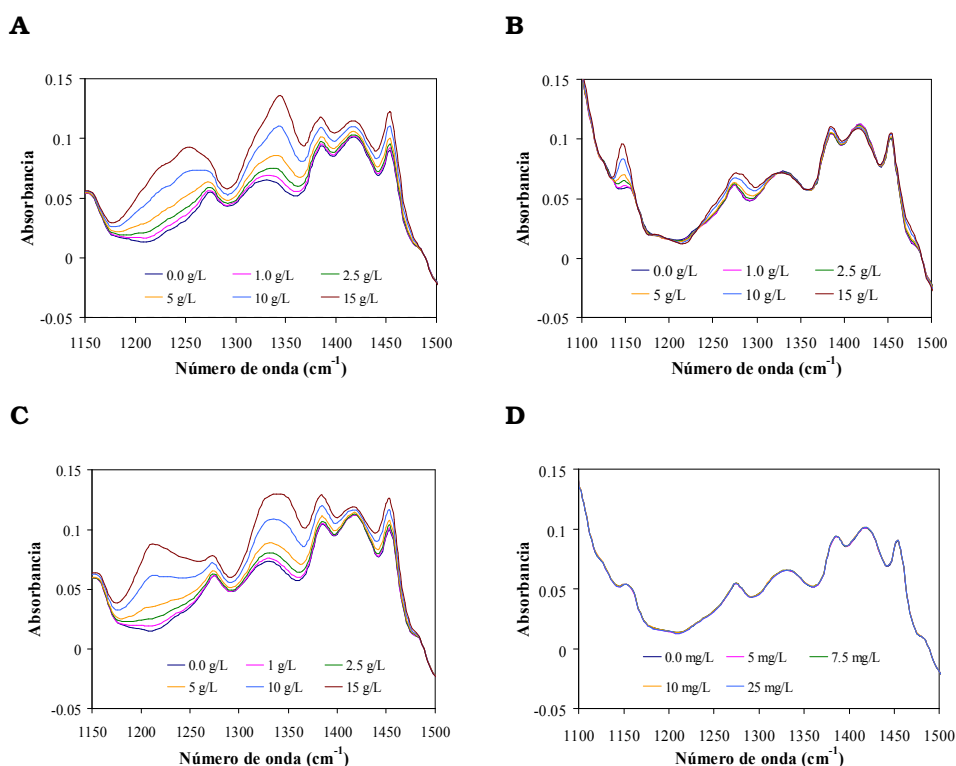 A
B
0.15
0.1
0.05
0
-0.05
Absorbancia
0.0 g/L 1.0 g/L 2.5 g/L
5 g/L 10 g/L 15 g/L
1150 1200 1250 1300 1350 1400 1450 1500
Número de onda (cm-1)
0.15
0.1
0.05
0
-0.05
Absorbancia
0.0 g/L 1.0 g/L 2.5 g/L
5 g/L 10 g/L 15 g/L
1100 1150 1200 1250 1300 1350 1400 1450 1500
Número de onda (cm-1)
C
D
0.15
0.1
0.05
0
-0.05
Absorbancia
0.0 g/L 1 g/L 2.5 g/L
5 g/L 10 g/L 15 g/L
1150 1200 1250 1300 1350 1400 1450 1500
Número de onda (cm-1)
0.15
0.1
0.05
0
-0.05
Absorbancia
0.0 mg/L 5 mg/L 7.5 mg/L
10 mg/L 25 mg/L
1100 1150 1200 1250 1300 1350 1400 1450 1500
Número de onda (cm-1)